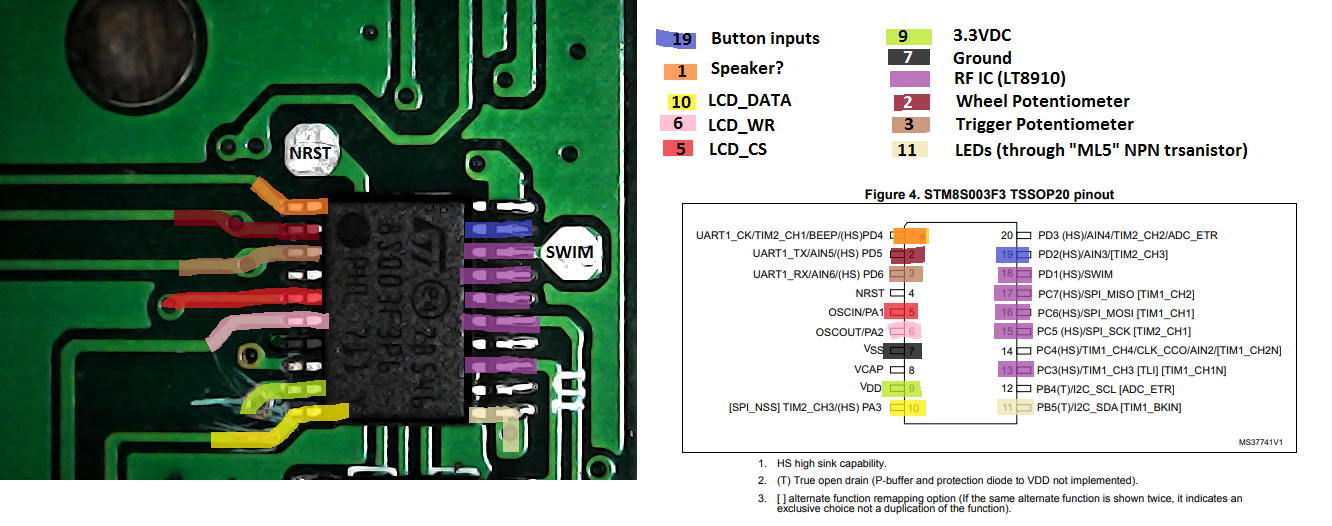 NRST
SWIM
19 Button inputs
1 Speaker?
10 LCD_DATA
6 LCD_WR
5 LCD_CS
9 3.3VDC
7 Ground
RF IC (LT8910)
2 Wheel Potentiometer
3 Trigger Potentiometer
11 LEDs (through "ML5" NPN trsanistor)
Figure 4. STM8S003F3 TSSOP20 pinout
UART1_CK/TIM2_CH1/BEEP/(HS)PD4
20 PD3 (HS)/AIN4/TIM2_CH2/ADC_ETR
UART1_TX/AIN5/(HS) PD5 2
19 PD2(HS)/AIN3/[TIM2_CH3]
UART1_RX/AIN6/(HS) PD6 3
18 PD1(HS)/SWIM
NRST 4
17 PC7(HS)/SPI_MISO [TIM1_CH2]
OSCIN/PA1 5
16 PC6(HS)/SPI_MOSI [TIM1_CH1]
OSCOUT/PA2 6
15 PC5 (HS)/SPI_SCK [TIM2_CH1]
VSS 7
14 PC4(HS)/TIM1_CH4/CLK_CCO/AIN2/[TIM1_CH2N]
VCAP 8
13 PC3(HS)/TIM1_CH3 [TLI] [TIM1_CH1N]
VDD 9
12 PB4(T)/I2C_SCL [ADC_ETR]
[SPI_NSS] TIM2_CH3/(HS) PA3 10
11 PB5(T)/I2C_SDA [TIM1_BKIN]
MS37741V1
1. HS high sink capability.
2. (T) True open drain (P-buffer and protection diode to VDD not implemented).
3. [ ] alternate function remapping option (If the same alternate function is shown twice, it indicates an
exclusive choice not a duplication of the function).